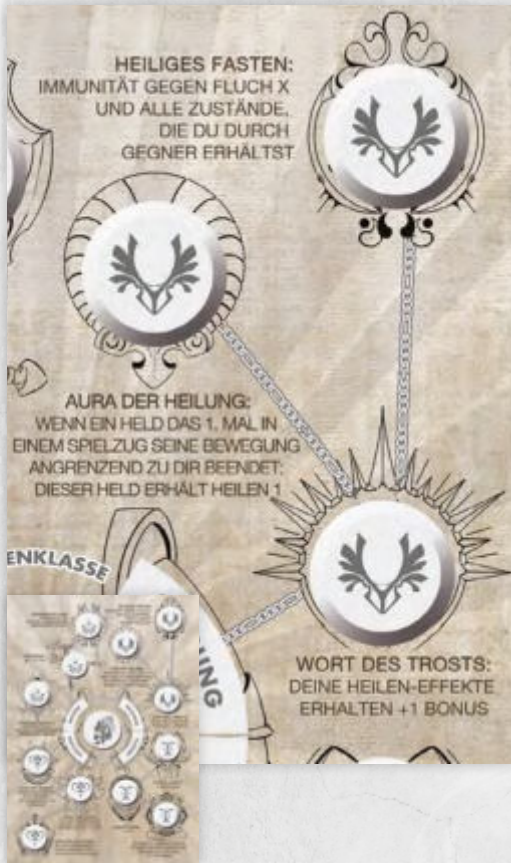 HEILIGES FASTEN:
IMMUNITÄT GEGEN FLUCH X
UND ALLE ZUSTÄNDE,
DIE DU DURCH
GEGNER ERHÄLTST
AURA DER HEILUNG:
WENN EIN HELD DAS 1. MAL IN
EINEM SPIELZUG SEINE BEWEGUNG
ANGRENZEND ZU DIR BEENDET:
DIESER HELD ERHÄLT HEILEN 1
ENKLASSE
UNG
WORT DES TROSTS:
DEINE HEILEN-EFFEKTE
ERHALTEN +1 BONUS